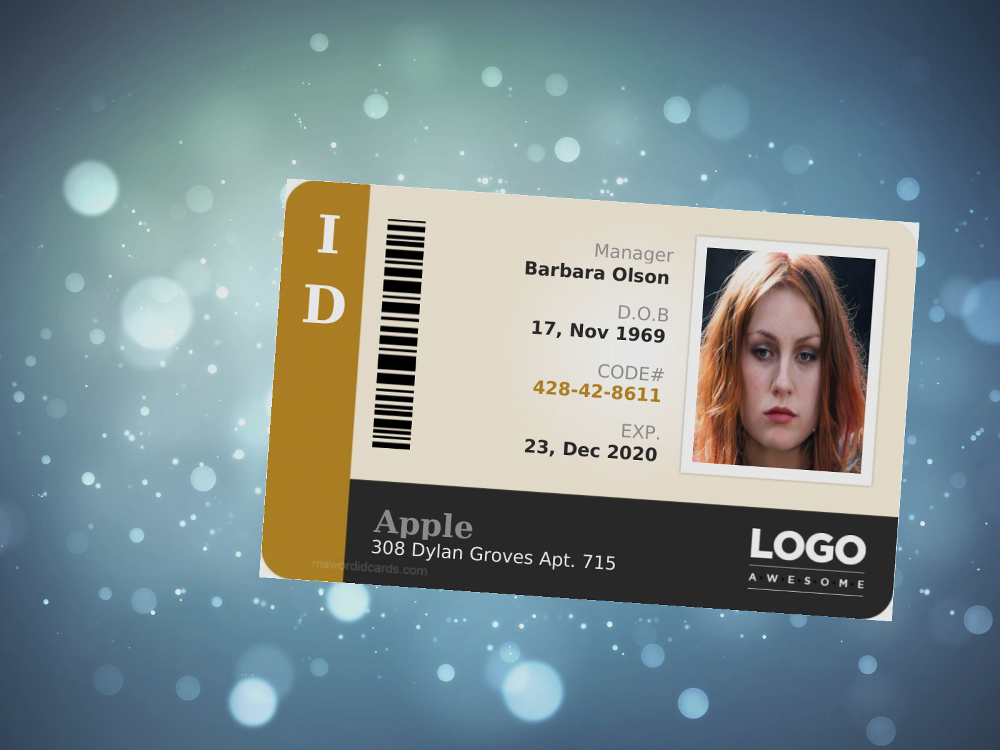 I
D
Manager
Barbara Olson
D.O.B
17, Nov 1969
CODE#
428-42-8611
EXP.
23, Dec 2020
Apple
308 Dylan Groves Apt. 715
mswordidcards.com
LOGO
A·W·E·S·O·M·E